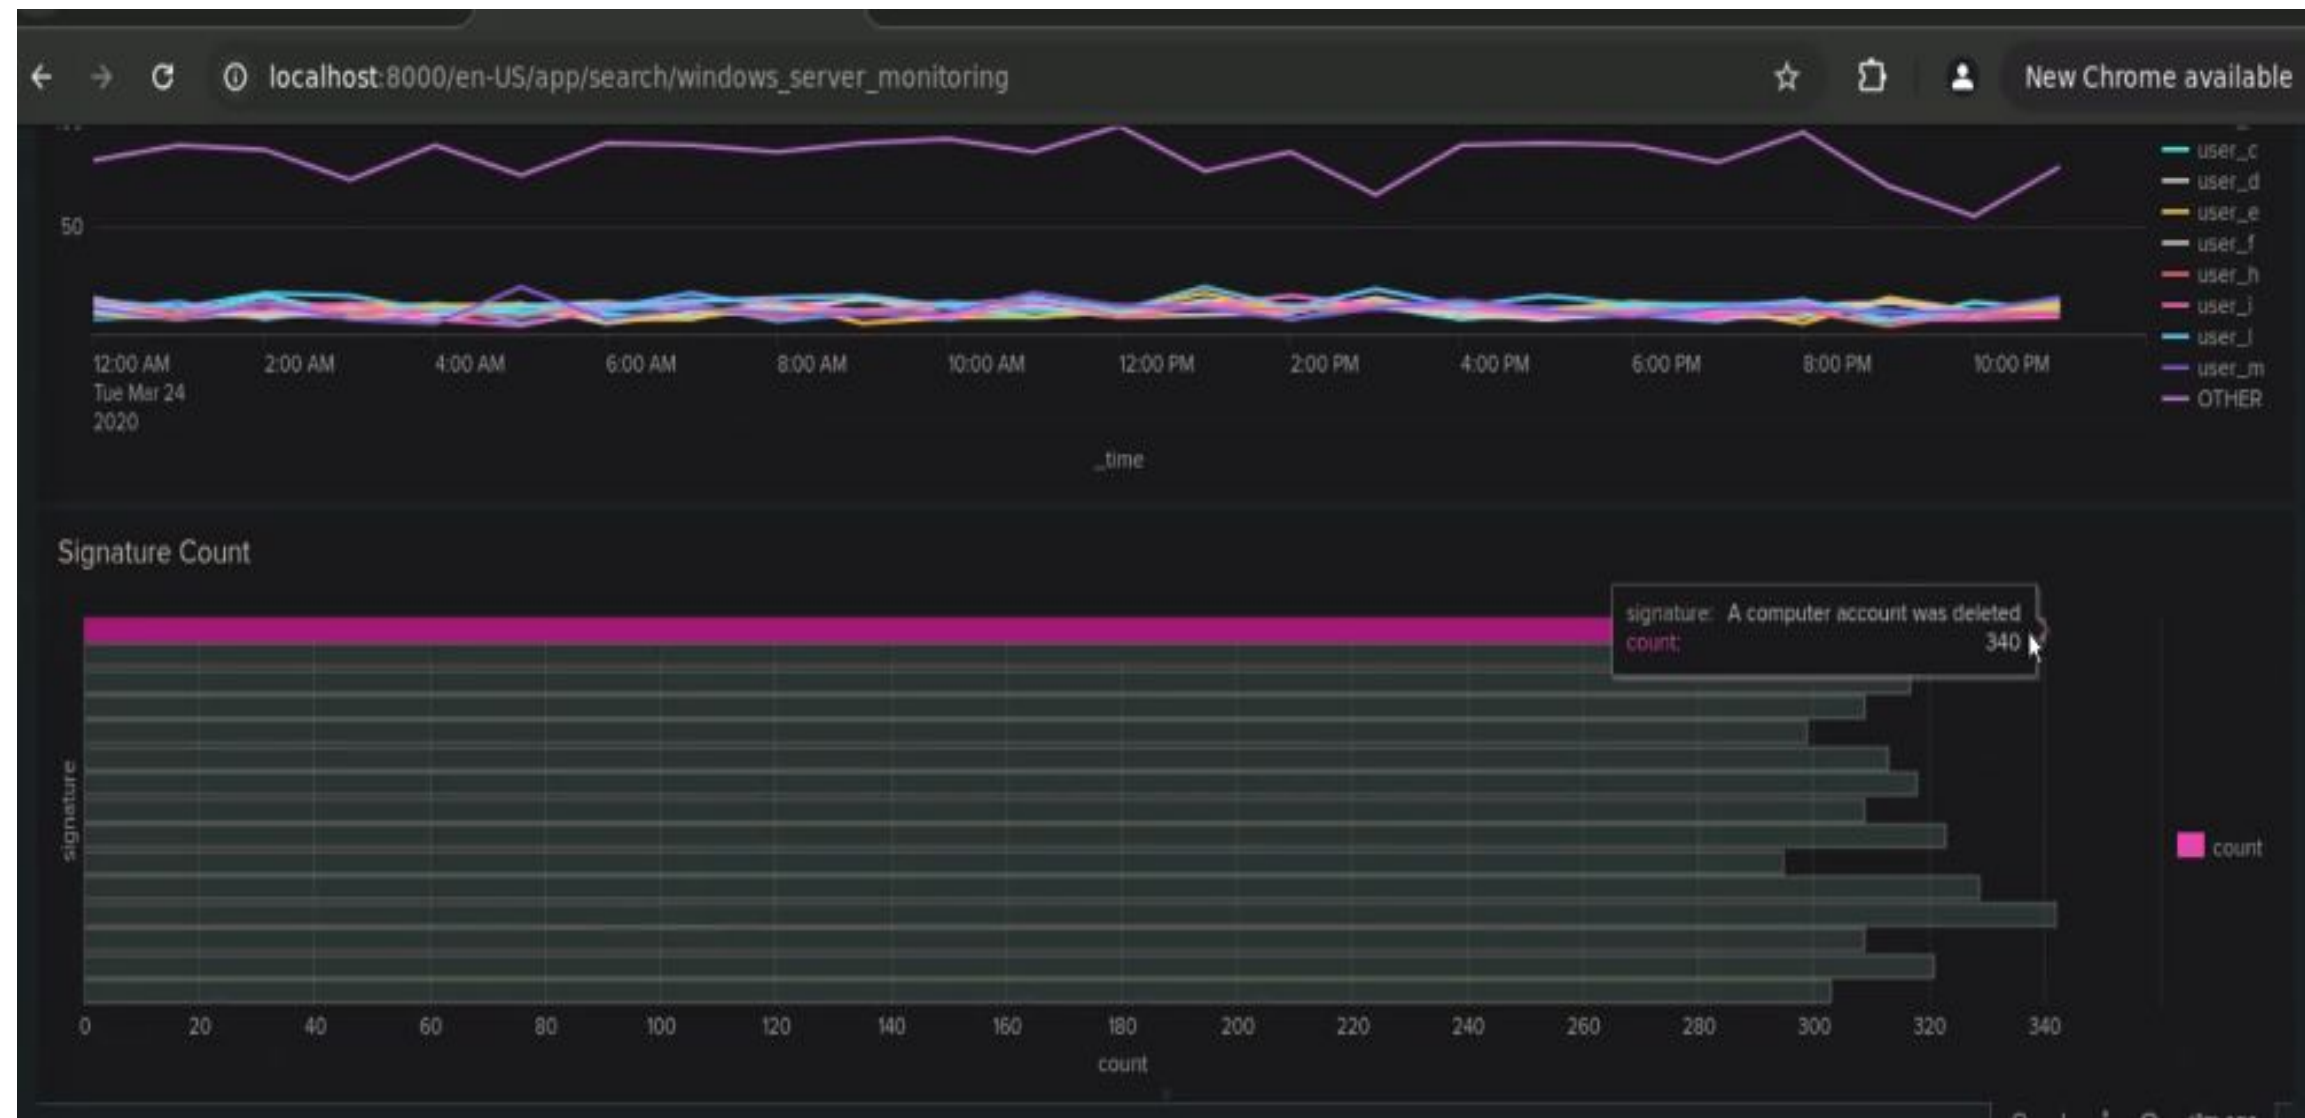 localhost:8000/en-US/app/search/windows_server_monitoring
New Chrome available
user_c
user_d
user_e
user_f
user_h
user_i
user_l
user_m
OTHER
50
12:00 AM 2:00 AM 4:00 AM 6:00 AM 8:00 AM 10:00 AM 12:00 PM 2:00 PM 4:00 PM 6:00 PM 8:00 PM 10:00 PM
Tue Mar 24
2020
_time
Signature Count
signature: A computer account was deleted
count: 340
signature
count
0 20 40 60 80 100 120 140 160 180 200 220 240 260 280 300 320 340
count